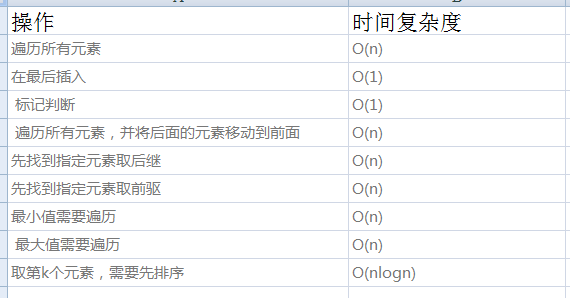 操作 时间复杂度
遍历所有元素 O(n)
在最后插入 O(1)
标记判断 O(1)
遍历所有元素，并将后面的元素移动到前面 O(n)
先找到指定元素取后继 O(n)
先找到指定元素取前驱 O(n)
最小值需要遍历 O(n)
最大值需要遍历 O(n)
取第k个元素，需要先排序 O(nlogn)